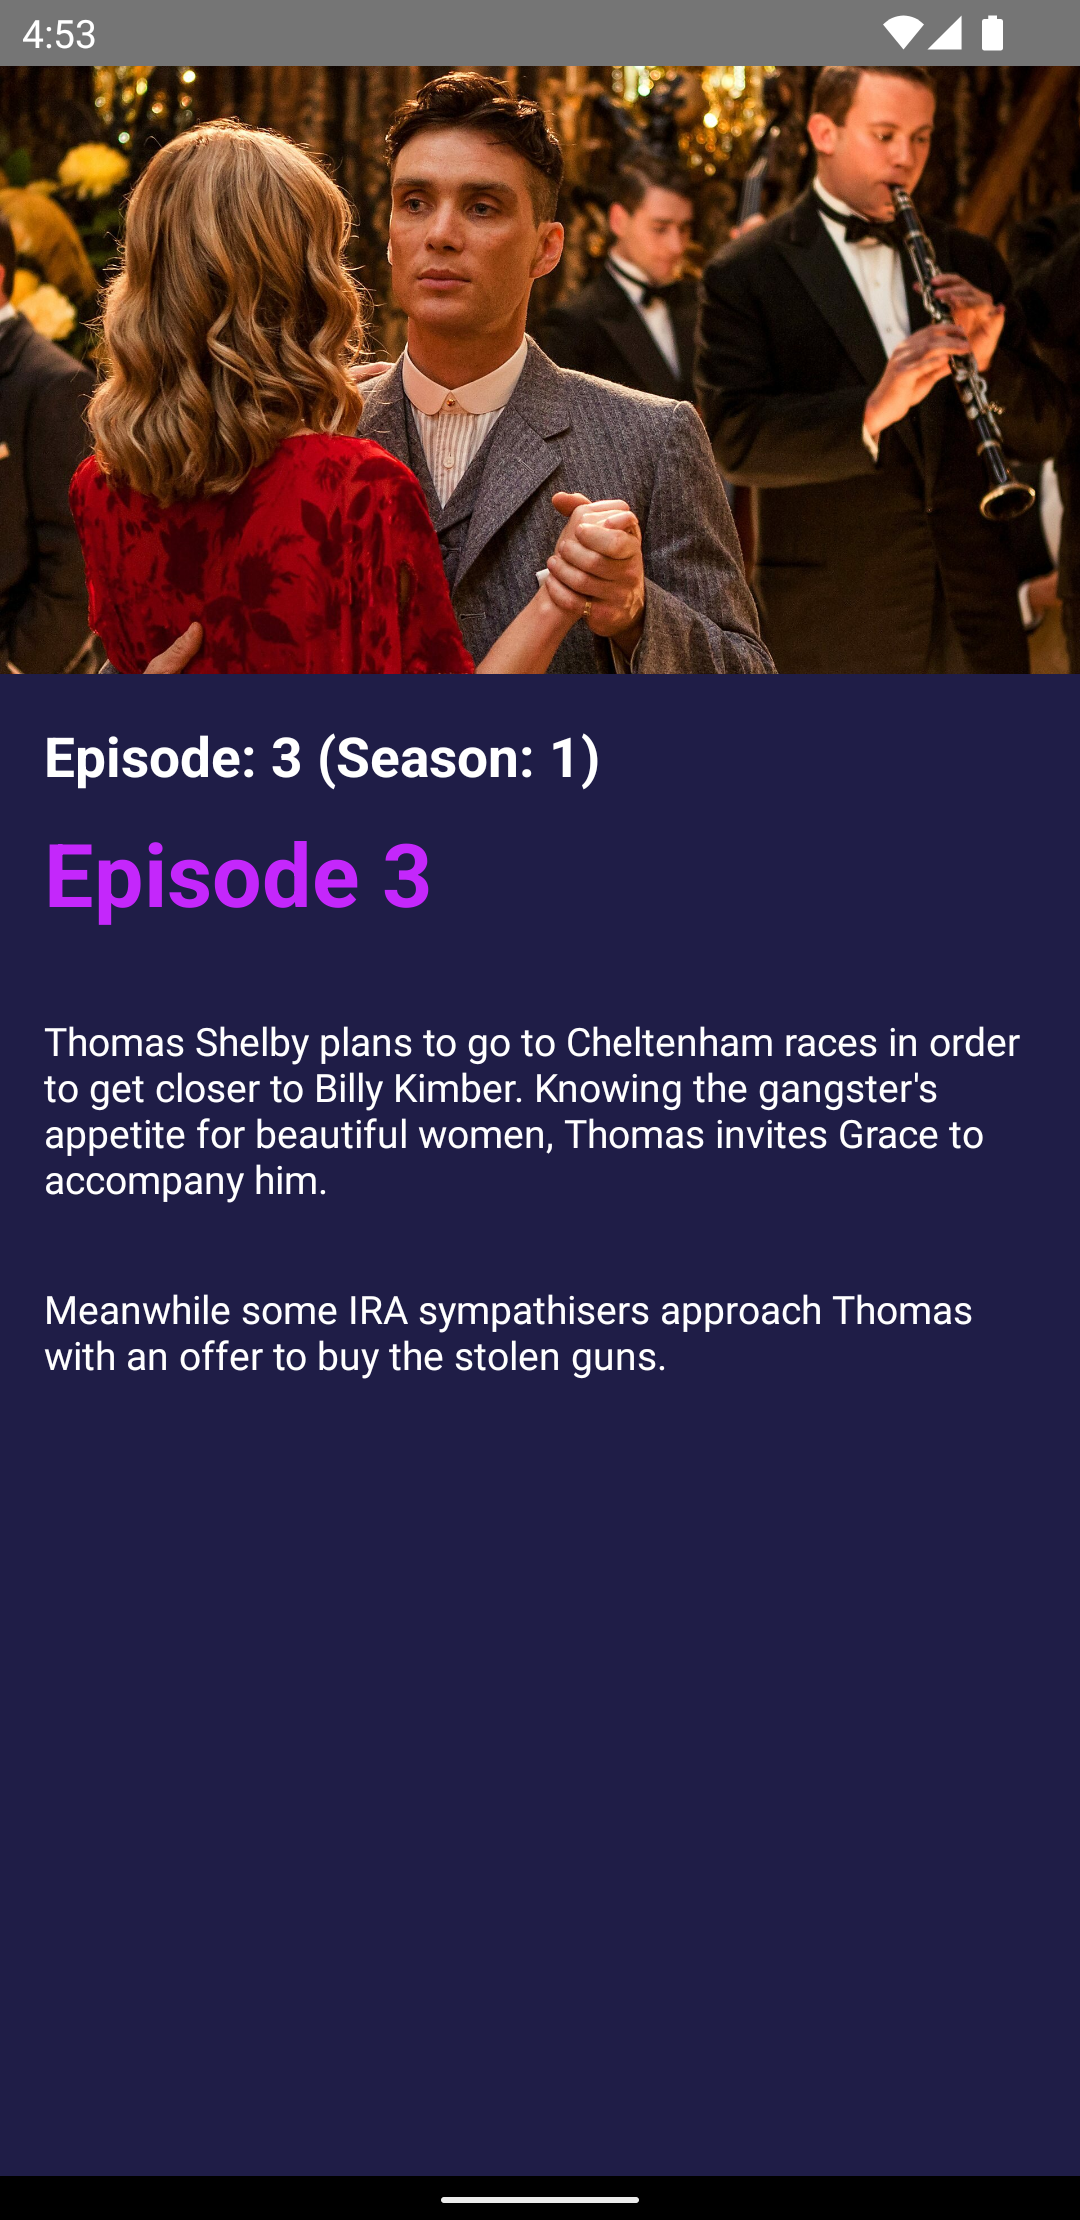 4:53
Episode: 3 (Season: 1)
Episode 3
Thomas Shelby plans to go to Cheltenham races in order
to get closer to Billy Kimber. Knowing the gangster's
appetite for beautiful women, Thomas invites Grace to
accompany him.
Meanwhile some IRA sympathisers approach Thomas
with an offer to buy the stolen guns.